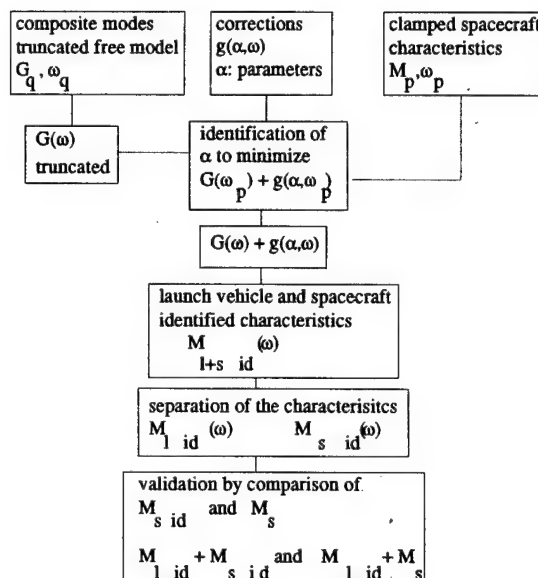 composite modes
truncated free model
G_q, ω_q
corrections
g(α,ω)
α: parameters
clamped spacecraft
characteristics
M_p,ω_p
G(ω)
truncated
identification of
α to minimize
G(ω_p) + g(α,ω_p)
G(ω) + g(α,ω)
launch vehicle and spacecraft
identified characteristics
M_l+s id (ω)
separation of the characterisitcs
M_l id (ω) M_s id (ω)
validation by comparison of
M_s id and M_s
M_l id + M_s id and M_l id + M_s